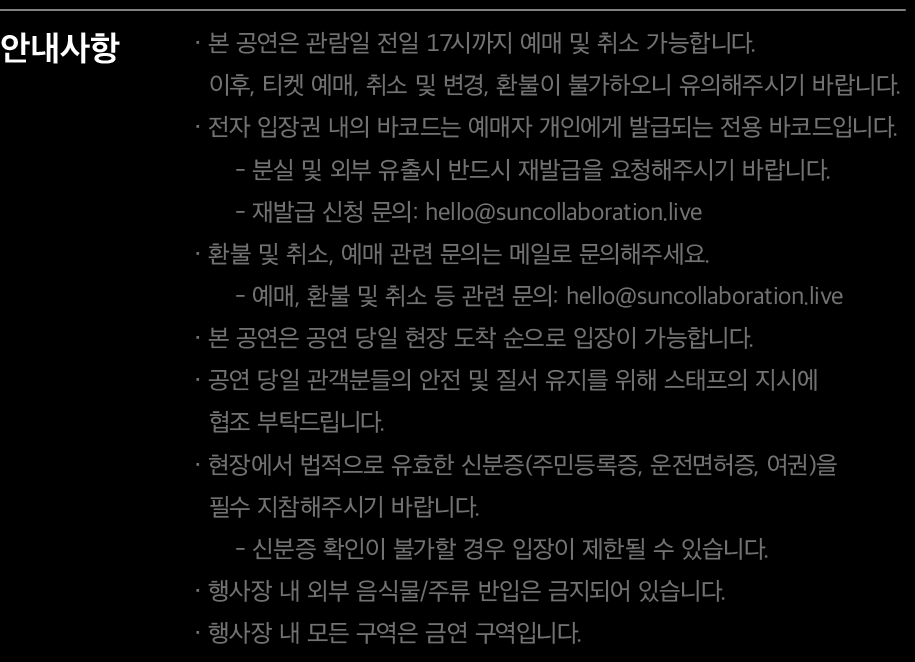 안내사항
· 본 공연은 관람일 전일 17시까지 예매 및 취소 가능합니다.
이후, 티켓 예매, 취소 및 변경, 환불이 불가하오니 유의해주시기 바랍니다.
· 전자 입장권 내의 바코드는 예매자 개인에게 발급되는 전용 바코드입니다.
- 분실 및 외부 유출시 반드시 재발급을 요청해주시기 바랍니다.
- 재발급 신청 문의: hello@suncollaboration.live
· 환불 및 취소, 예매 관련 문의는 메일로 문의해주세요.
- 예매, 환불 및 취소 등 관련 문의: hello@suncollaboration.live
· 본 공연은 공연 당일 현장 도착 순으로 입장이 가능합니다.
· 공연 당일 관객분들의 안전 및 질서 유지를 위해 스태프의 지시에
협조 부탁드립니다.
· 현장에서 법적으로 유효한 신분증(주민등록증, 운전면허증, 여권)을
필수 지참해주시기 바랍니다.
- 신분증 확인이 불가할 경우 입장이 제한될 수 있습니다.
· 행사장 내 외부 음식물/주류 반입은 금지되어 있습니다.
· 행사장 내 모든 구역은 금연 구역입니다.